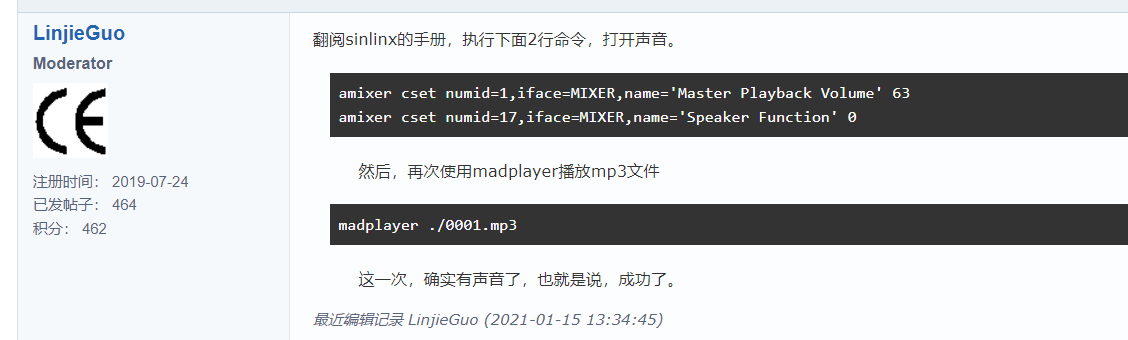 LinjieGuo
Moderator
CE
注册时间： 2019-07-24
已发帖子： 464
积分： 462
翻阅sinlinx的手册，执行下面2行命令，打开声音。
amixer cset numid=1,iface=MIXER,name='Master Playback Volume' 63
amixer cset numid=17,iface=MIXER,name='Speaker Function' 0
然后，再次使用madplayer播放mp3文件
madplayer ./0001.mp3
这一次，确实有声音了，也就是说，成功了。
最近编辑记录 LinjieGuo (2021-01-15 13:34:45)